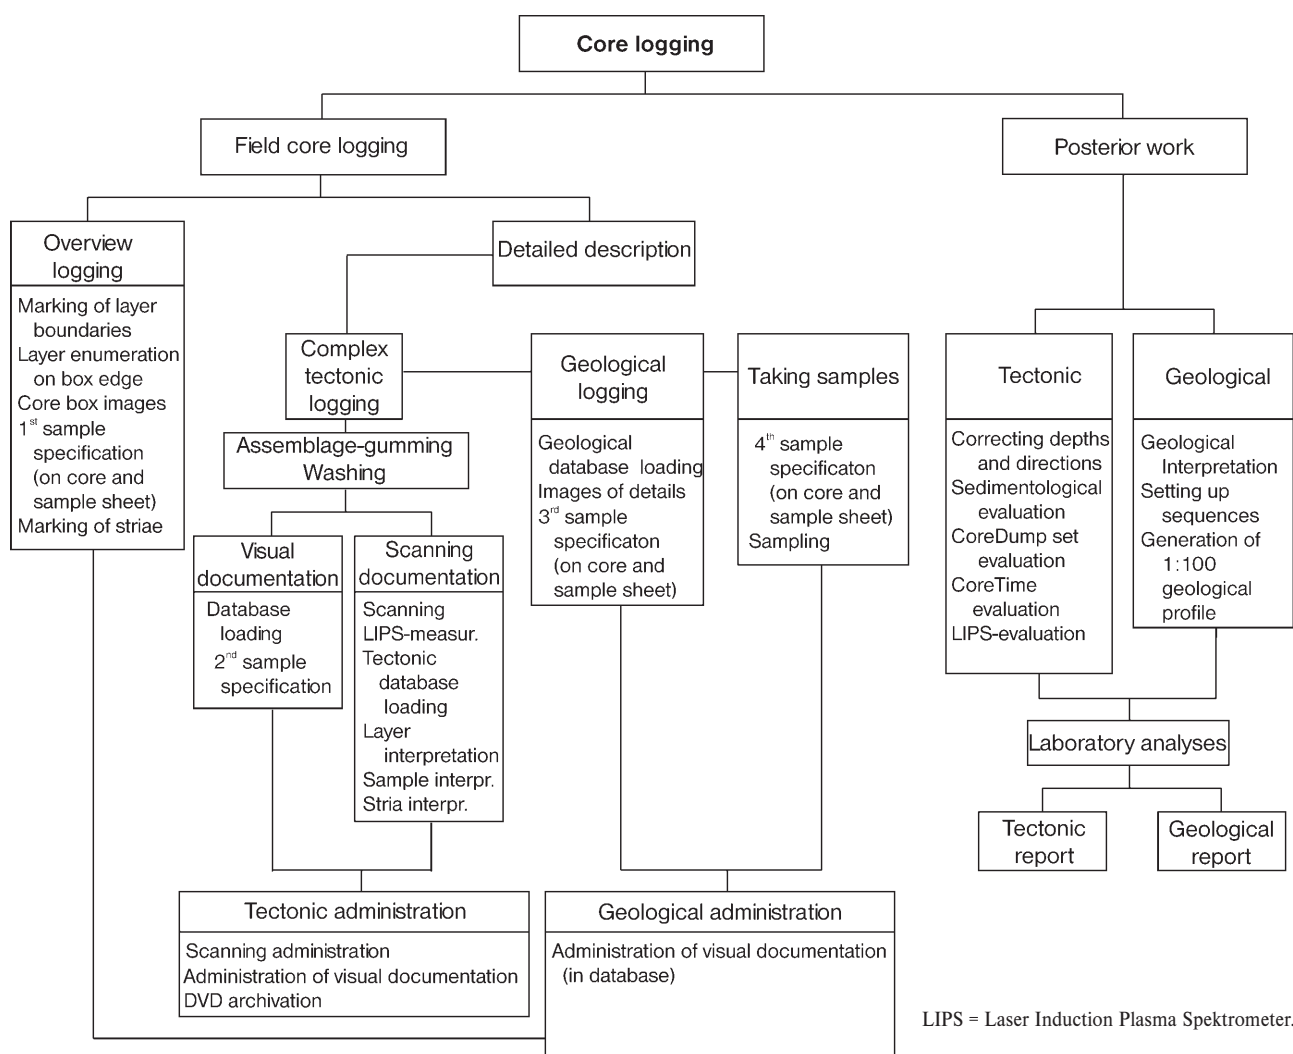 Core logging
Field core logging
Posterior work
Overview
logging
Marking of layer
boundaries
Layer enumeration
on box edge
Core box images
1st sample
specification
(on core and
sample sheet)
Marking of striae
Detailed description
Complex
tectonic
logging
Assemblage-gumming
Washing
Visual
documentation
Database
loading
2nd sample
specification
Scanning
documentation
Scanning
LIPS-measur.
Tectonic
database
loading
Layer
interpretation
Sample interpr.
Stria interpr.
Geological
logging
Geological
database loading
Images of details
3rd sample
specificaton
(on core and
sample sheet)
Taking samples
4th sample
specificaton
(on core and
sample sheet)
Sampling
Tectonic administration
Scanning administration
Administration of visual documentation
DVD archivation
Geological administration
Administration of visual documentation
(in database)
Tectonic
Correcting depths
and directions
Sedimentological
evaluation
CoreDump set
evaluation
CoreTime
evaluation
LIPS-evaluation
Geological
Geological
Interpretation
Setting up
sequences
Generation of
1:100
geological
profile
Laboratory analyses
Tectonic
report
Geological
report
LIPS = Laser Induction Plasma Spektrometer.